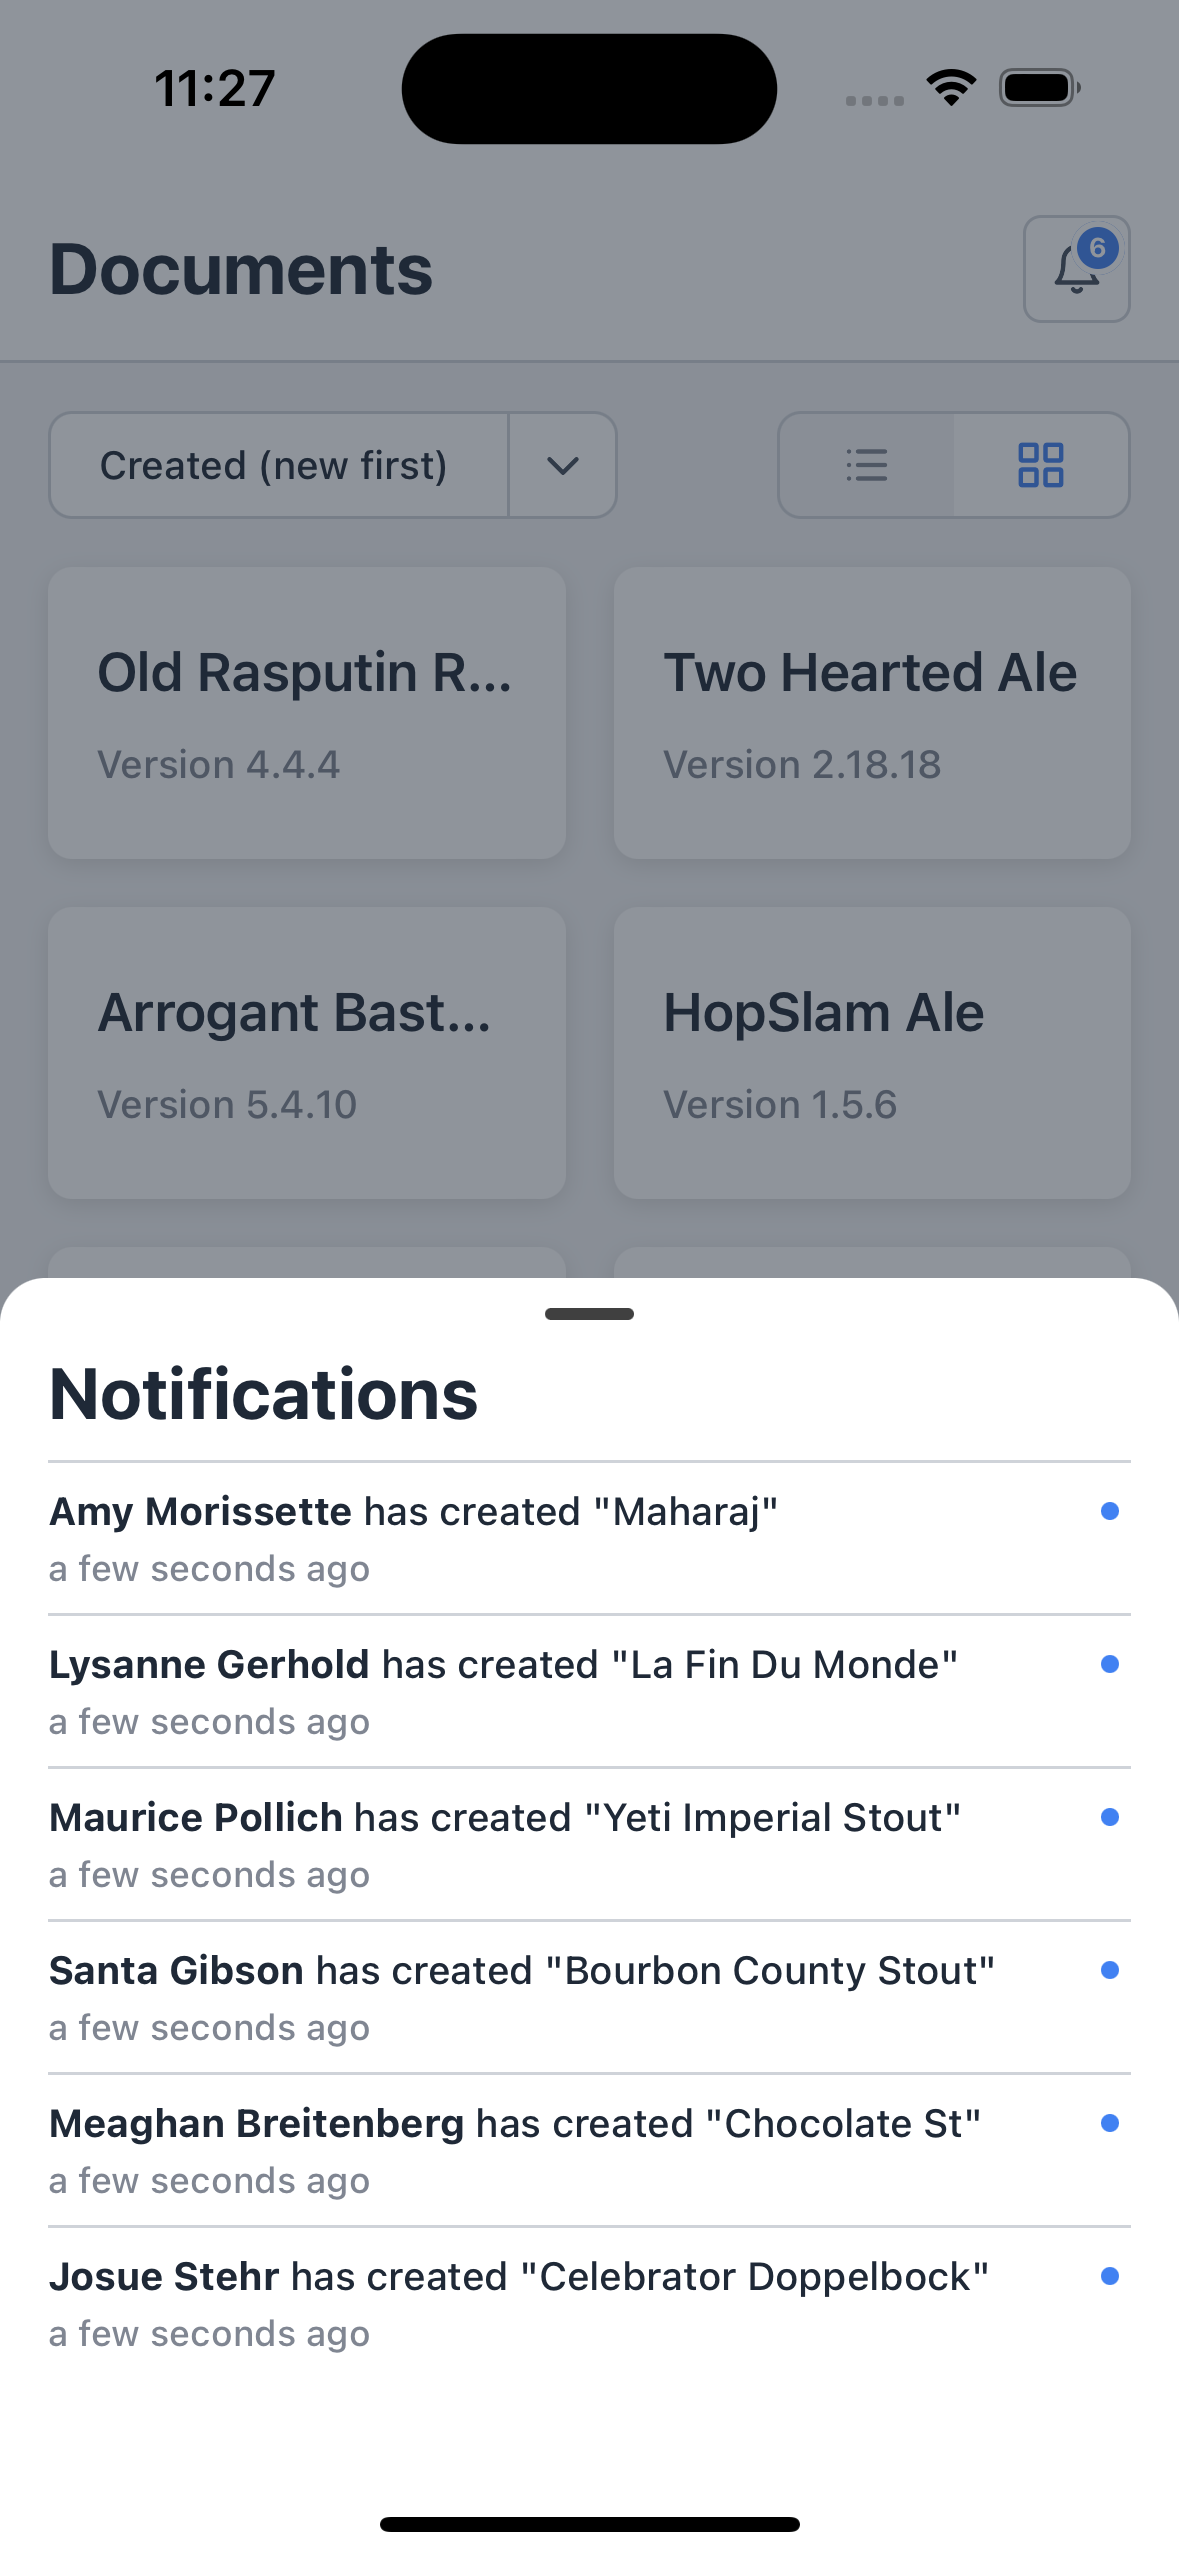 11:27
Documents
6
Created (new first)
Old Rasputin R...
Two Hearted Ale
Version 4.4.4
Version 2.18.18
Arrogant Bast...
HopSlam Ale
Version 5.4.10
Version 1.5.6
Notifications
Amy Morissette has created "Maharaj"
a few seconds ago
Lysanne Gerhold has created "La Fin Du Monde"
a few seconds ago
Maurice Pollich has created "Yeti Imperial Stout"
a few seconds ago
Santa Gibson has created "Bourbon County Stout"
a few seconds ago
Meaghan Breitenberg has created "Chocolate St"
a few seconds ago
Josue Stehr has created "Celebrator Doppelbock"
a few seconds ago